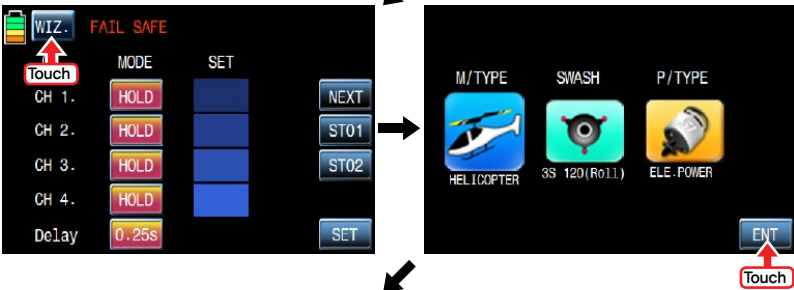 WIZ. FAIL SAFE
Touch
MODE SET
CH 1. HOLD NEXT
CH 2. HOLD ST01
CH 3. HOLD ST02
CH 4. HOLD
Delay 0.25s SET
M/TYPE SWASH P/TYPE
HELICOPTER 3S 120(Roll) ELE.POWER
ENT
Touch